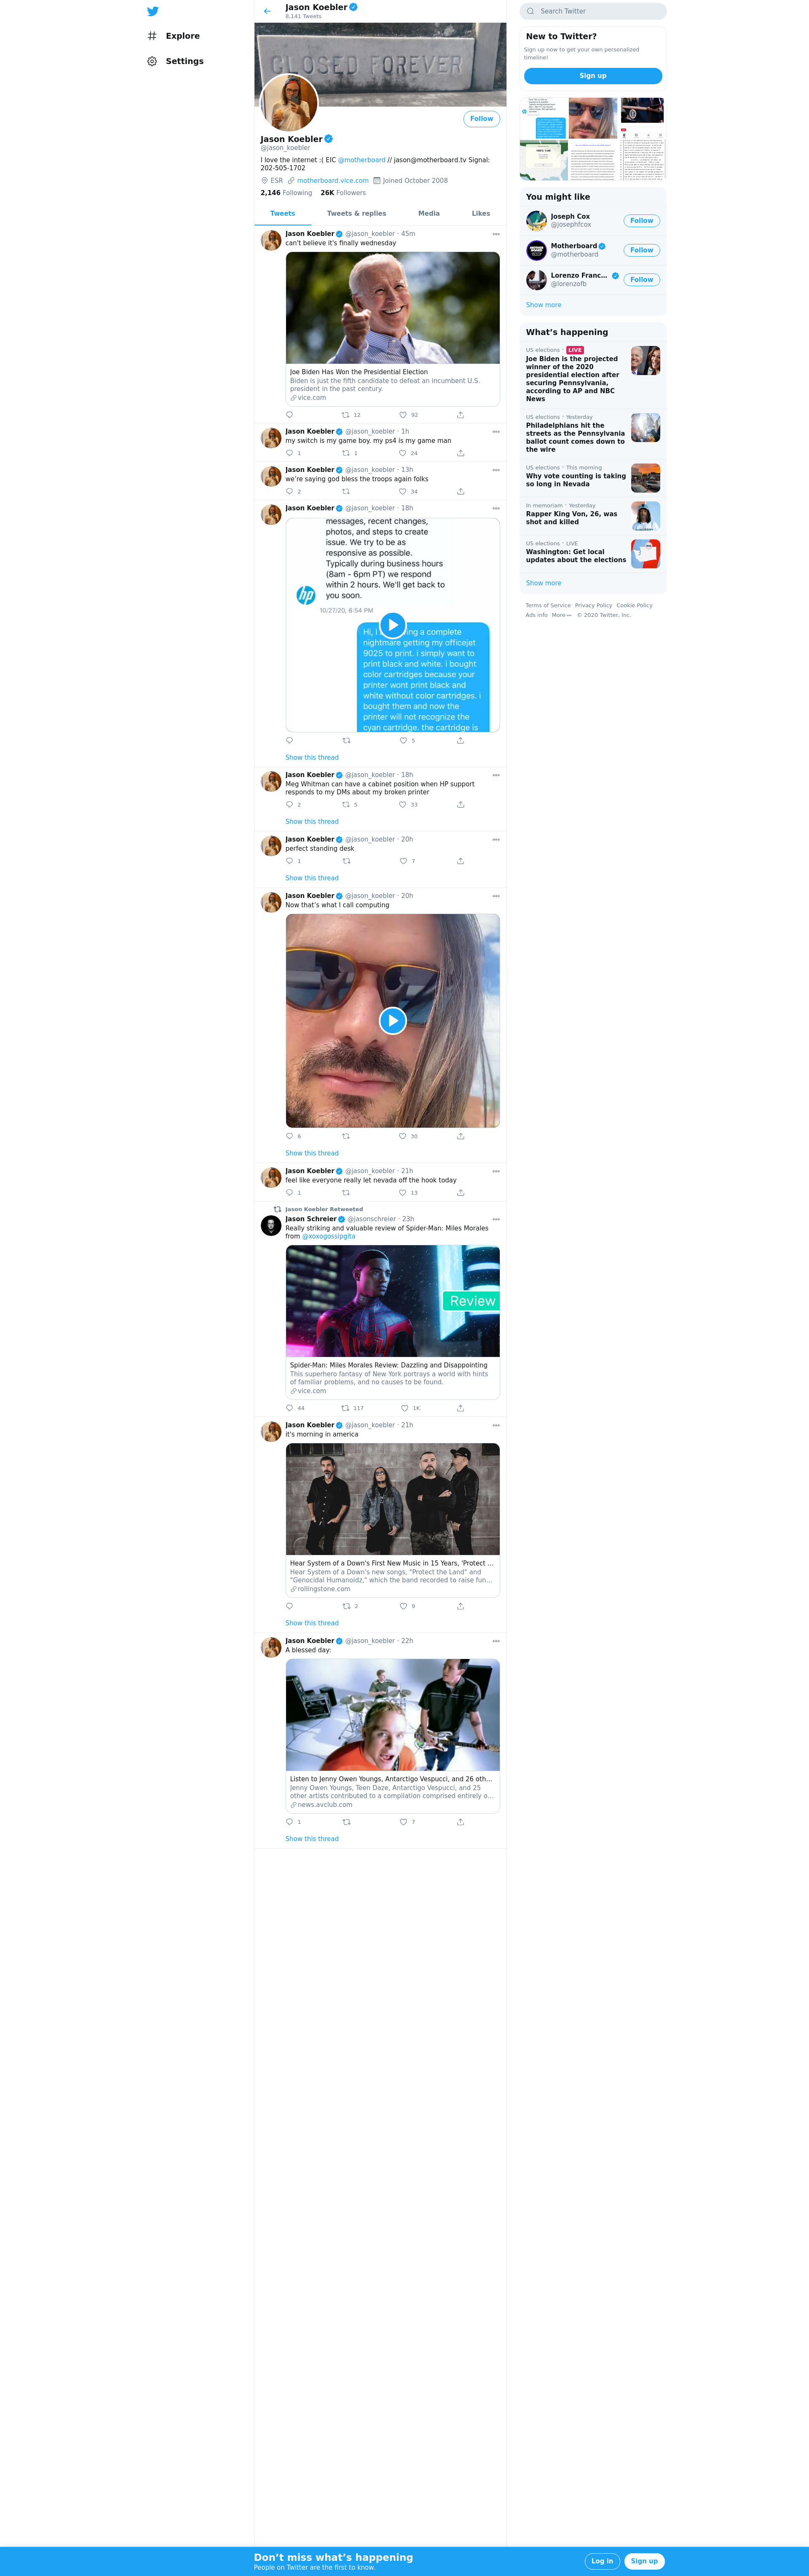 Explore
Settings
Jason Koebler
8,141 Tweets
CLOSED FOREVER
Follow
Jason Koebler
@jason_koebler
I love the internet :( EIC @motherboard // jason@motherboard.tv Signal:
202-505-1702
ESR motherboard.vice.com Joined October 2008
2,146 Following 26K Followers
Tweets Tweets & replies Media Likes
Jason Koebler @jason_koebler · 45m
can't believe it's finally wednesday
Joe Biden Has Won the Presidential Election
Biden is just the fifth candidate to defeat an incumbent U.S.
president in the past century.
vice.com
12 92
Jason Koebler @jason_koebler · 1h
my switch is my game boy. my ps4 is my game man
1 1 24
Jason Koebler @jason_koebler · 13h
we're saying god bless the troops again folks
2 34
Jason Koebler @jason_koebler · 18h
messages, recent changes,
photos, and steps to create
issue. We try to be as
responsive as possible.
Typically during business hours
(8am - 6pm PT) we respond
within 2 hours. We'll get back to
you soon.
hp
10/27/20, 6:54 PM
Hi, I ing a complete
nightmare getting my officejet
9025 to print. i simply want to
print black and white. i bought
color cartridges because your
printer wont print black and
white without color cartridges. i
bought them and now the
printer will not recognize the
cyan cartridge. the cartridge is
5
Show this thread
Jason Koebler @jason_koebler · 18h
Meg Whitman can have a cabinet position when HP support
responds to my DMs about my broken printer
2 5 33
Show this thread
Jason Koebler @jason_koebler · 20h
perfect standing desk
1 7
Show this thread
Jason Koebler @jason_koebler · 20h
Now that's what I call computing
6 30
Show this thread
Jason Koebler @jason_koebler · 21h
feel like everyone really let nevada off the hook today
1 13
Jason Koebler Retweeted
Jason Schreier @jasonschreier · 23h
Really striking and valuable review of Spider-Man: Miles Morales
from @xoxogossipgita
Review
Spider-Man: Miles Morales Review: Dazzling and Disappointing
This superhero fantasy of New York portrays a world with hints
of familiar problems, and no causes to be found.
vice.com
44 117 1K
Jason Koebler @jason_koebler · 21h
it's morning in america
Hear System of a Down's First New Music in 15 Years, 'Protect ...
Hear System of a Down's new songs, "Protect the Land" and
"Genocidal Humanoidz," which the band recorded to raise fun...
rollingstone.com
2 9
Show this thread
Jason Koebler @jason_koebler · 22h
A blessed day:
Listen to Jenny Owen Youngs, Antarctigo Vespucci, and 26 oth...
Jenny Owen Youngs, Teen Daze, Antarctigo Vespucci, and 25
other artists contributed to a compilation comprised entirely o...
news.avclub.com
1 7
Show this thread
Search Twitter
New to Twitter?
Sign up now to get your own personalized
timeline!
Sign up
You might like
Joseph Cox
@josephfcox
Follow
Motherboard
@motherboard
Follow
Lorenzo Franc...
@lorenzofb
Follow
Show more
What's happening
US elections · LIVE
Joe Biden is the projected
winner of the 2020
presidential election after
securing Pennsylvania,
according to AP and NBC
News
US elections · Yesterday
Philadelphians hit the
streets as the Pennsylvania
ballot count comes down to
the wire
US elections · This morning
Why vote counting is taking
so long in Nevada
In memoriam · Yesterday
Rapper King Von, 26, was
shot and killed
US elections · LIVE
Washington: Get local
updates about the elections
Show more
Terms of Service Privacy Policy Cookie Policy
Ads info More ··· © 2020 Twitter, Inc.
Don't miss what's happening
People on Twitter are the first to know.
Log in Sign up